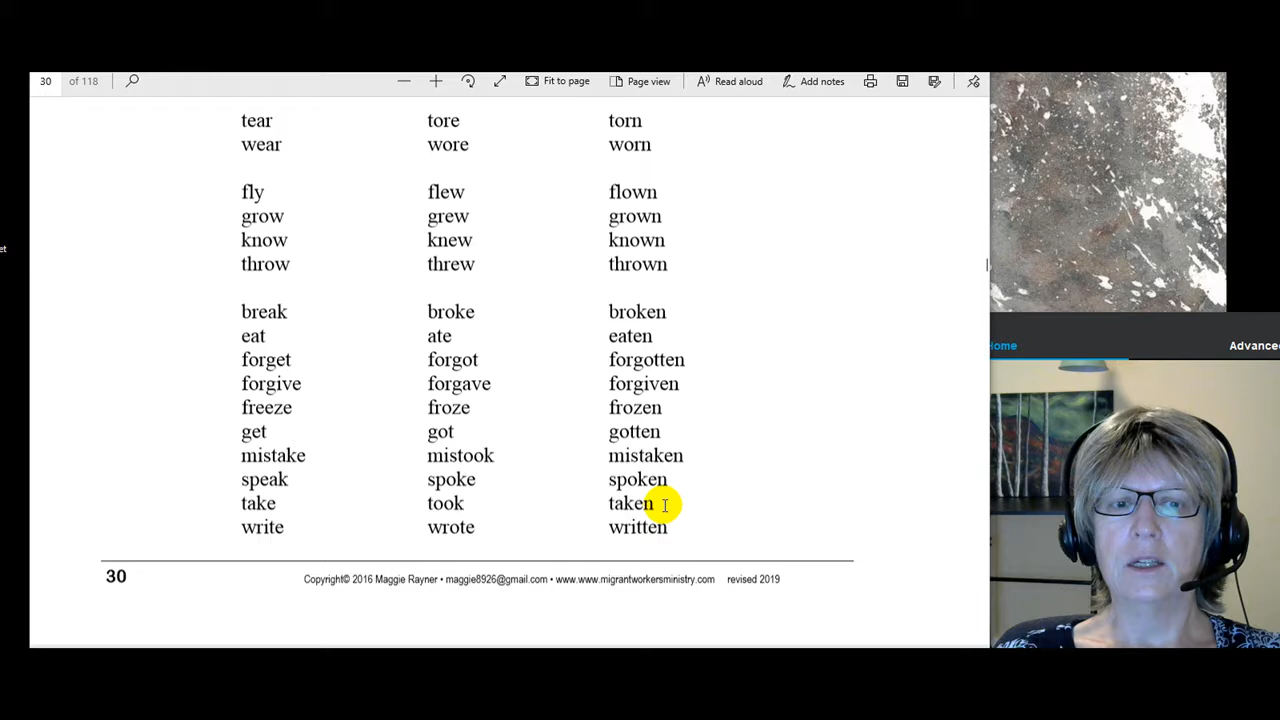 30 of 118 Fit to page Page view Read aloud Add notes
tear tore torn
wear wore worn
fly flew flown
grow grew grown
know knew known
throw threw thrown
break broke broken
eat ate eaten
forget forgot forgotten
forgive forgave forgiven
freeze froze frozen
get got gotten
mistake mistook mistaken
speak spoke spoken
take took taken
write wrote written
30 Copyright© 2016 Maggie Rayner • maggie8926@gmail.com • www.www.migrantworkersministry.com revised 2019
et
Home Advanced